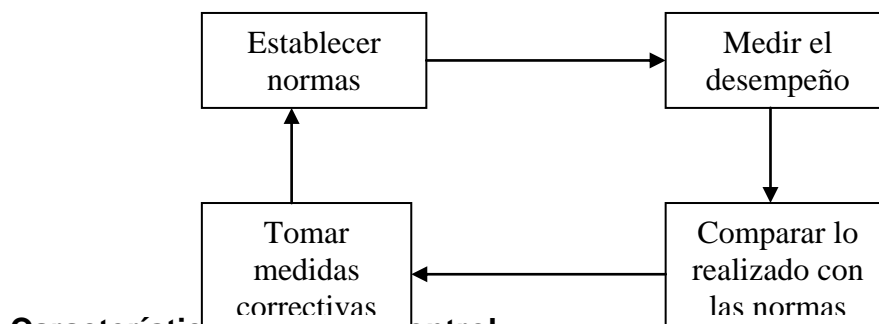 Establecer
normas
Medir el
desempeño
Comparar lo
realizado con
las normas
Tomar
medidas
correctivas